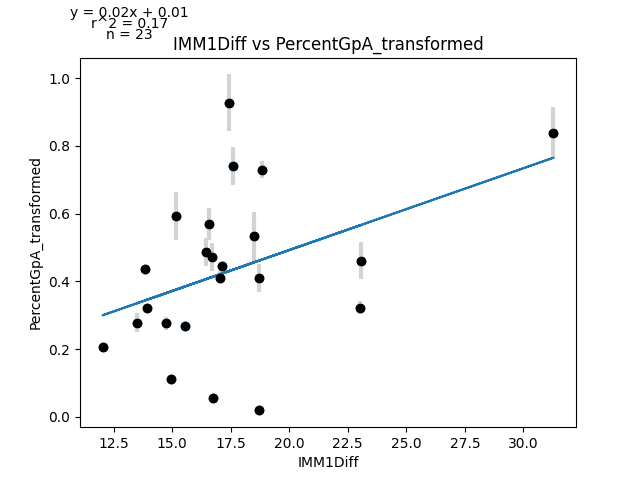 y = 0.02x + 0.01
r^2 = 0.17
n = 23
IMM1Diff vs PercentGpA_transformed
1.0
0.8
0.6
0.4
0.2
0.0
PercentGpA_transformed
12.5 15.0 17.5 20.0 22.5 25.0 27.5 30.0
IMM1Diff